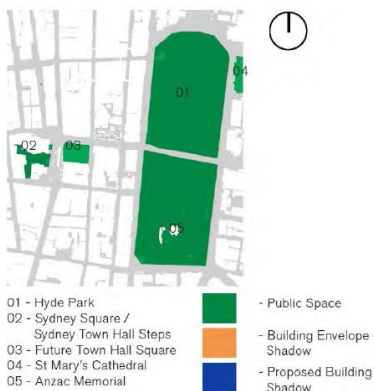 04
01
02
03
05
01 - Hyde Park
02 - Sydney Square /
Sydney Town Hall Steps
03 - Future Town Hall Square
04 - St Mary's Cathedral
05 - Anzac Memorial
- Public Space
- Building Envelope
Shadow
- Proposed Building
Shadow